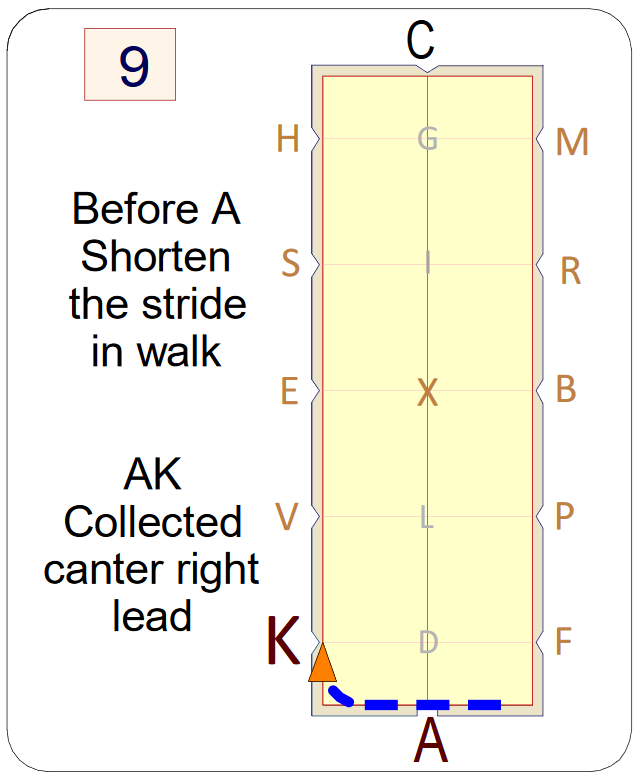 9
C
H G M
Before A
Shorten
the stride
in walk
S I R
E X B
AK
Collected
canter right
lead
V L P
K D F
A